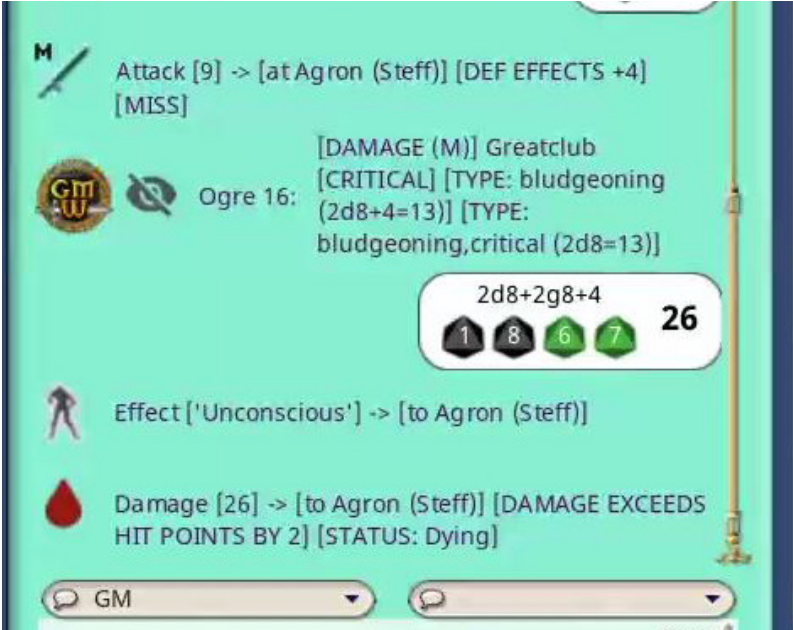 M
Attack [9] -> [at Agron (Steff)] [DEF EFFECTS +4]
[MISS]
[DAMAGE (M)] Greatclub
[CRITICAL] [TYPE: bludgeoning
GM
W
Ogre 16:
(2d8+4=13)] [TYPE:
bludgeoning,critical (2d8=13)]
2d8+2g8+4
1 8 6 7 26
Effect ['Unconscious'] -> [to Agron (Steff)]
Damage [26] -> [to Agron (Steff)] [DAMAGE EXCEEDS
HIT POINTS BY 2] [STATUS: Dying]
GM